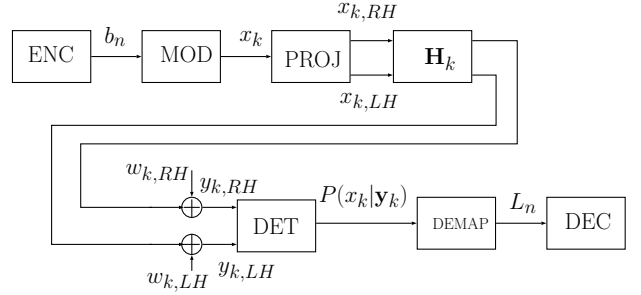 x_{k,RH}
ENC b_n MOD x_k PROJ H_k
x_{k,LH}
w_{k,RH} y_{k,RH}
DET P(x_k|y_k) DEMAP L_n DEC
w_{k,LH} y_{k,LH}